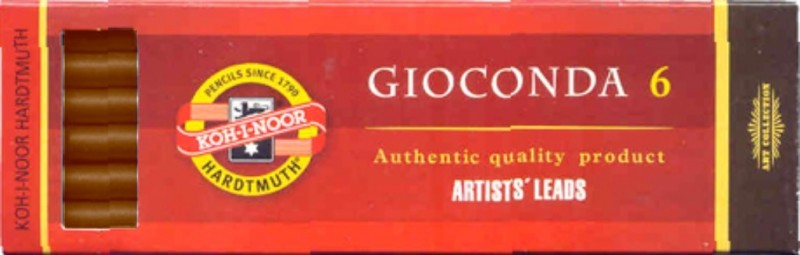 KOH-I-NOOR HARDTMUTH
PENCILS SINCE 1790
KOH-I-NOOR
HARDTMUTH®
GIOCONDA 6
Authentic quality product
ARTISTS' LEADS
ART COLLECTION